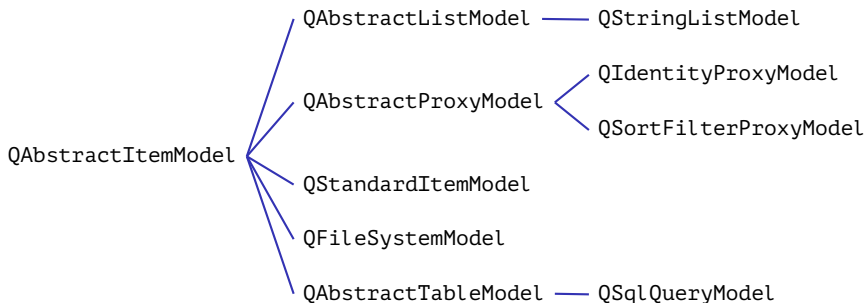 QAbstractListModel
QStringListModel
QIdentityProxyModel
QAbstractProxyModel
QSortFilterProxyModel
QAbstractItemModel
QStandardItemModel
QFileSystemModel
QAbstractTableModel
QSqlQueryModel